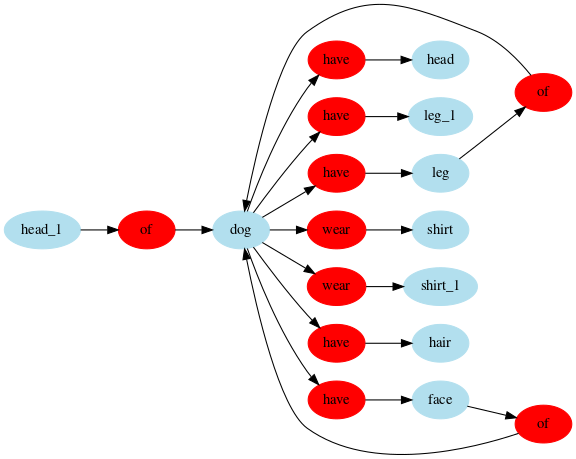 have head
of
have leg_1
have leg
head_1 of dog wear shirt
wear shirt_1
have hair
have face
of